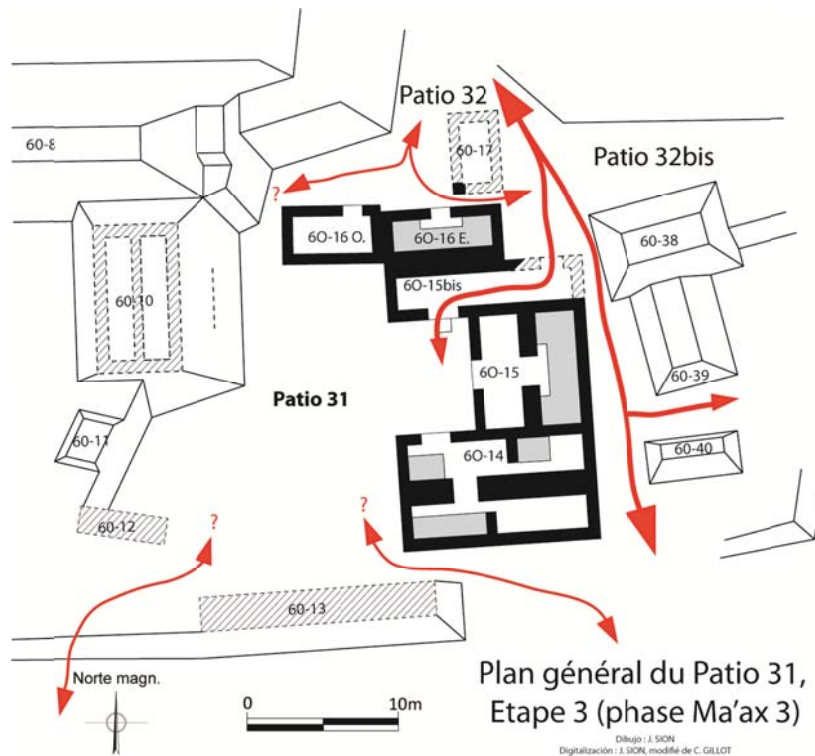 Patio 32
60-8
60-17
Patio 32bis
?
6O-16 O.
6O-16 E.
60-38
6O-15bis
60-10
6O-15
60-39
Patio 31
60-11
6O-14
60-40
60-12
?
?
60-13
Norte magn.
0 10m
Plan général du Patio 31,
Etape 3 (phase Ma'ax 3)
Dibujo : J. SION
Digitalización : J. SION, modifié de C. GILLOT